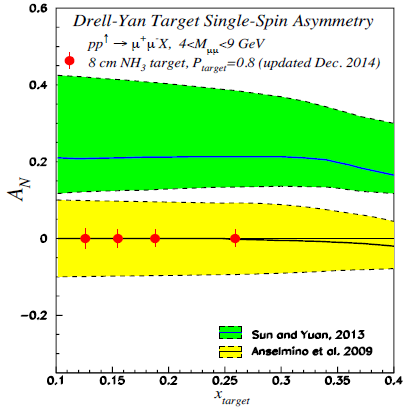 Drell-Yan Target Single-Spin Asymmetry
pp↑ → μ⁺μ⁻X, 4<Mμμ<9 GeV
8 cm NH₃ target, P_target=0.8 (updated Dec. 2014)
A_N
0.6
0.4
0.2
0
-0.2
Sun and Yuan, 2013
Anselmino et al. 2009
0.1 0.15 0.2 0.25 0.3 0.35 0.4
x_target